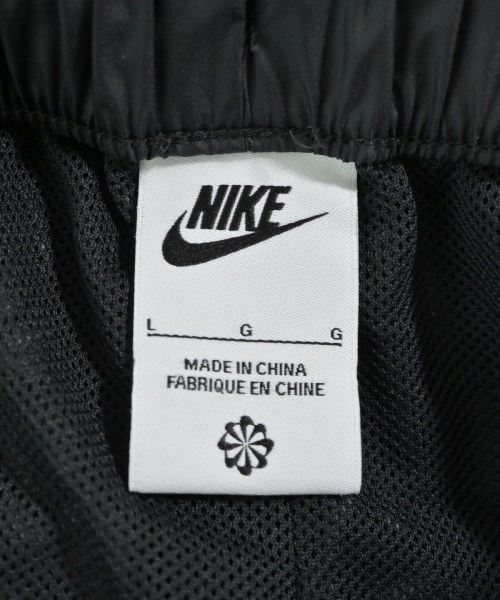 NIKE
L G G
MADE IN CHINA
FABRIQUE EN CHINE